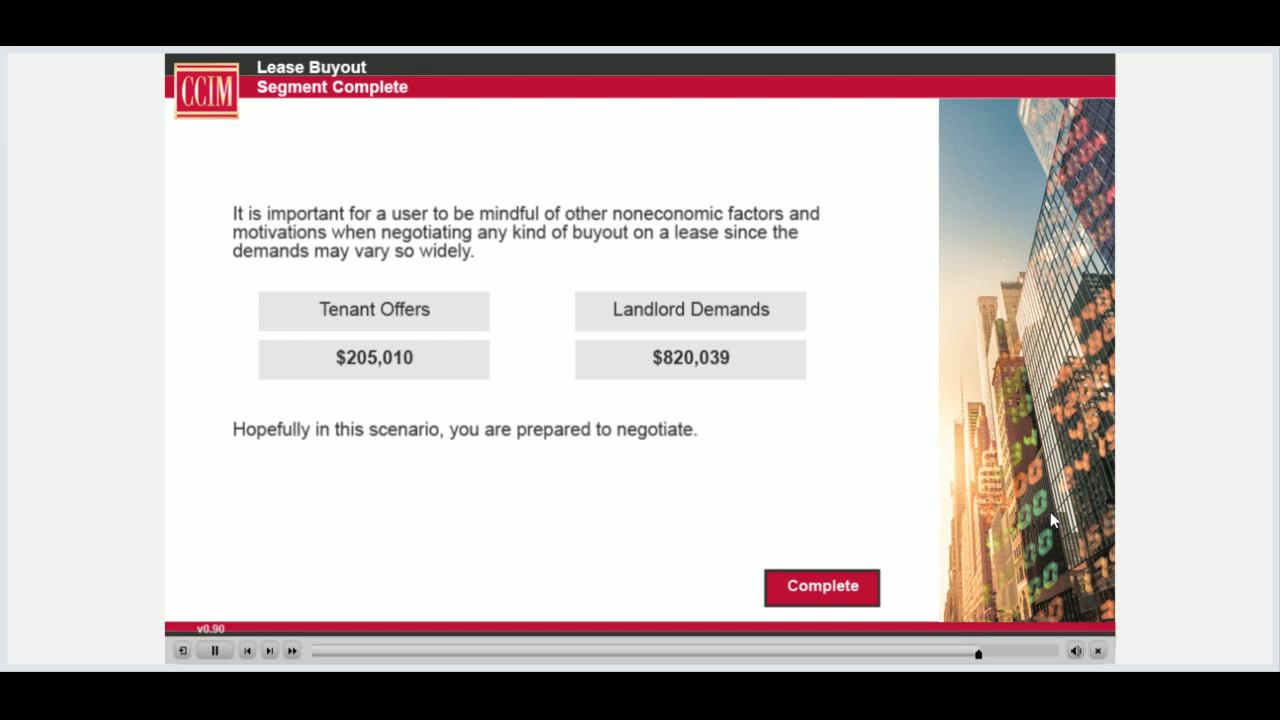 Lease Buyout
CCIM
Segment Complete
It is important for a user to be mindful of other noneconomic factors and
motivations when negotiating any kind of buyout on a lease since the
demands may vary so widely.
Tenant Offers
Landlord Demands
$205,010
$820,039
Hopefully in this scenario, you are prepared to negotiate.
Complete
v0.90